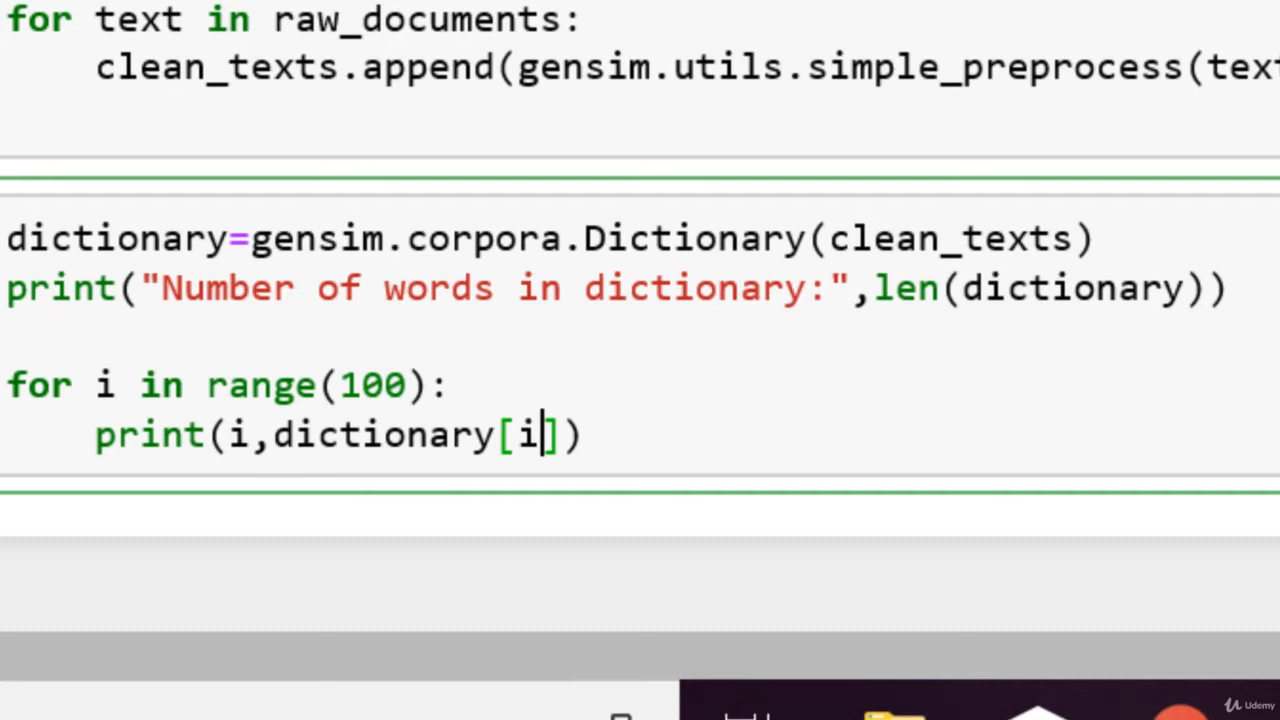 for text in raw_documents:
    clean_texts.append(gensim.utils.simple_preprocess(text
dictionary=gensim.corpora.Dictionary(clean_texts)
print("Number of words in dictionary:",len(dictionary))
for i in range(100):
    print(i,dictionary[i])
Udemy